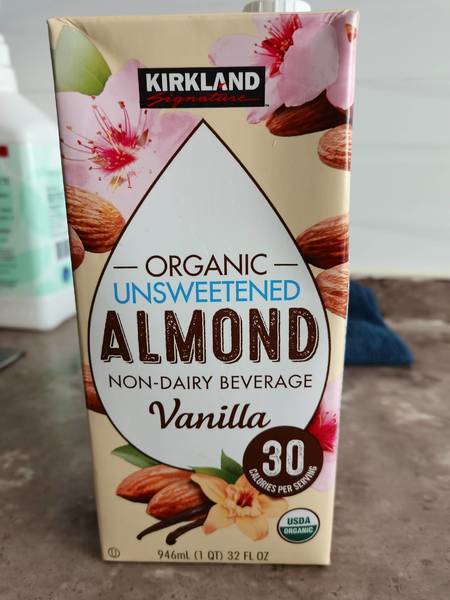 KIRKLAND
Signature
ORGANIC
UNSWEETENED
ALMOND
NON-DAIRY BEVERAGE
Vanilla
30
CALORIES PER SERVING
USDA
ORGANIC
U
946mL (1 QT) 32 FL OZ